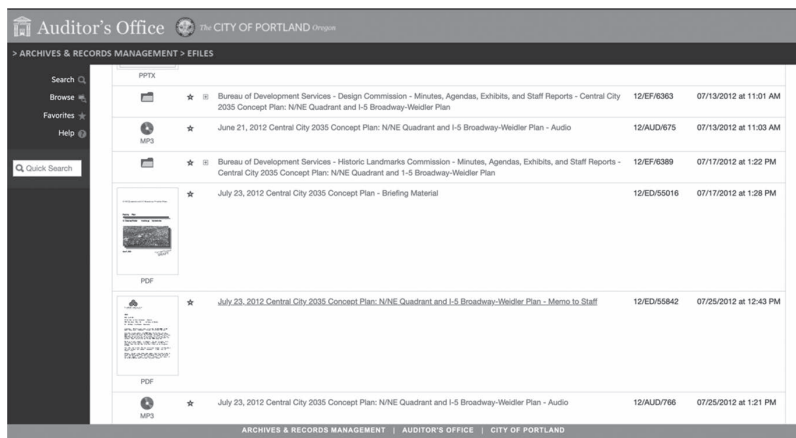 Auditor's Office The CITY OF PORTLAND Oregon
> ARCHIVES & RECORDS MANAGEMENT > EFILES
Search
Browse
Favorites
Help
Quick Search
PPTX
Bureau of Development Services - Design Commission - Minutes, Agendas, Exhibits, and Staff Reports - Central City 12/EF/6363 07/13/2012 at 11:01 AM
2035 Concept Plan: N/NE Quadrant and I-5 Broadway-Weidler Plan
June 21, 2012 Central City 2035 Concept Plan: N/NE Quadrant and I-5 Broadway-Weidler Plan - Audio 12/AUD/675 07/13/2012 at 11:03 AM
MP3
Bureau of Development Services - Historic Landmarks Commission - Minutes, Agendas, Exhibits, and Staff Reports - 12/EF/6389 07/17/2012 at 1:22 PM
Central City 2035 Concept Plan: N/NE Quadrant and 1-5 Broadway-Weidler Plan
July 23, 2012 Central City 2035 Concept Plan - Briefing Material 12/ED/55016 07/17/2012 at 1:28 PM
PDF
July 23, 2012 Central City 2035 Concept Plan: N/NE Quadrant and I-5 Broadway-Weidler Plan - Memo to Staff 12/ED/55842 07/25/2012 at 12:43 PM
PDF
July 23, 2012 Central City 2035 Concept Plan: N/NE Quadrant and I-5 Broadway-Weidler Plan - Audio 12/AUD/766 07/25/2012 at 1:21 PM
MP3
ARCHIVES & RECORDS MANAGEMENT | AUDITOR'S OFFICE | CITY OF PORTLAND